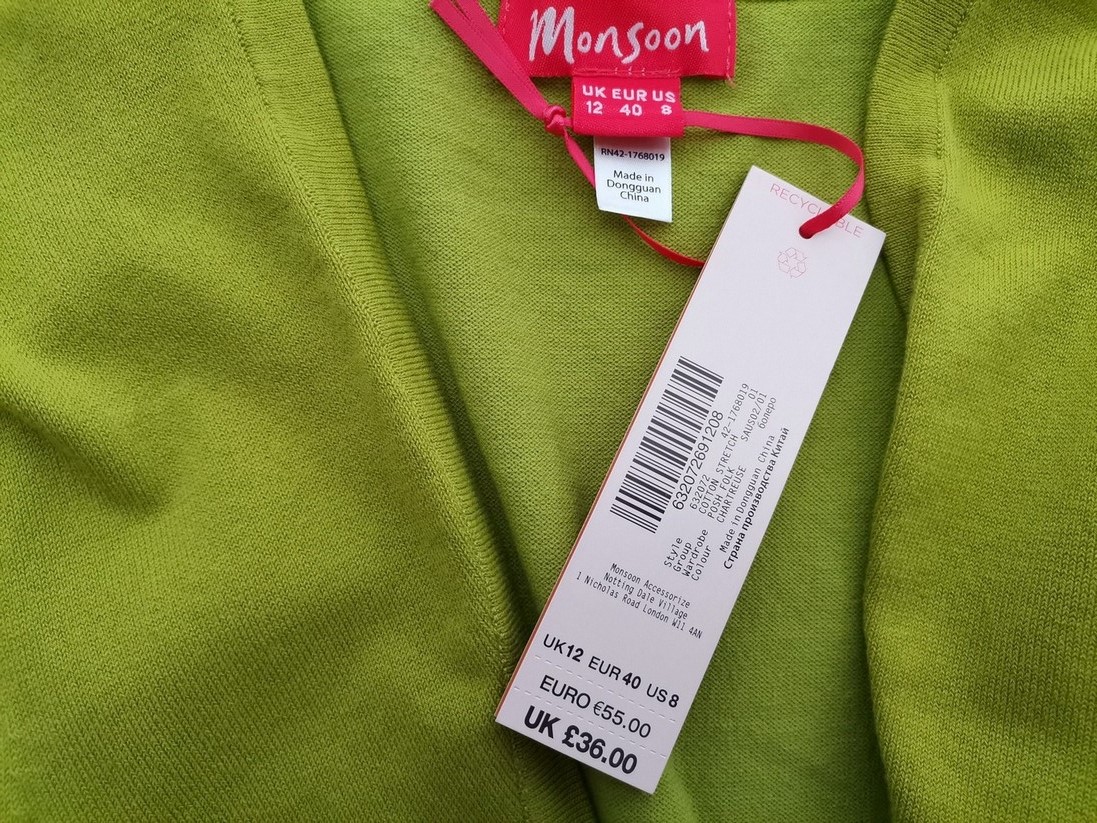 Monsoon
UK EUR US
12 40 8
RN42-1768019
Made in
Dongguan
China
RECYCLABLE
632072691208
Style 632072 42-1768019
Group COTTON STRETCH 01
Wardrobe POSH FOLK SAUS02/01
Colour CHARTREUSE болеро
Made in Dongguan China
Страна производства Китай
Monsoon Accessorize
Notting Dale Village
1 Nicholas Road London W11 4AN
UK12 EUR 40 US 8
EURO €55.00
UK £36.00